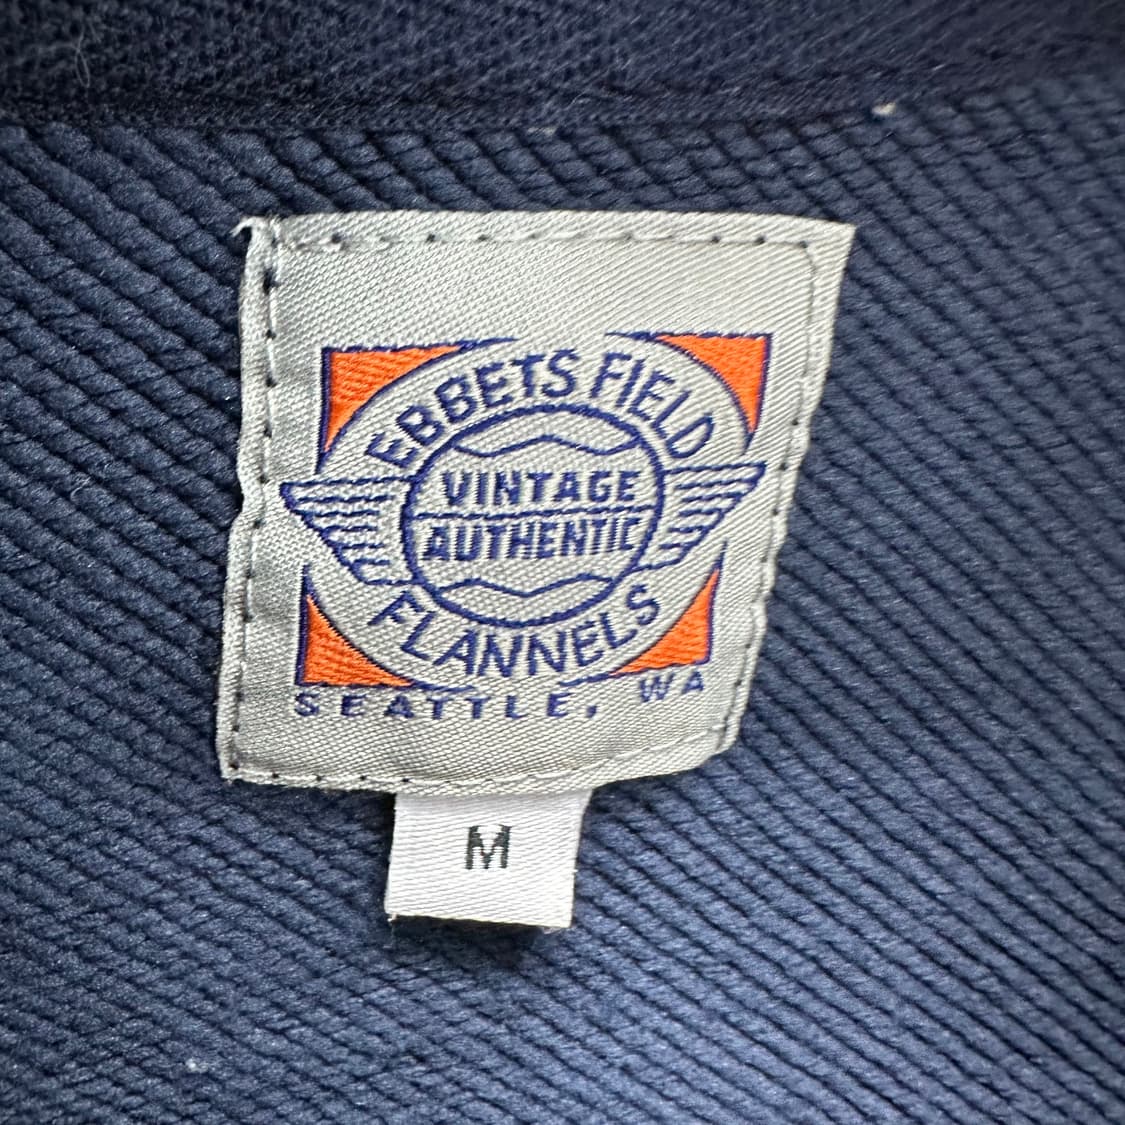 EBBETS FIELD
VINTAGE
AUTHENTIC
FLANNELS
SEATTLE, WA
M